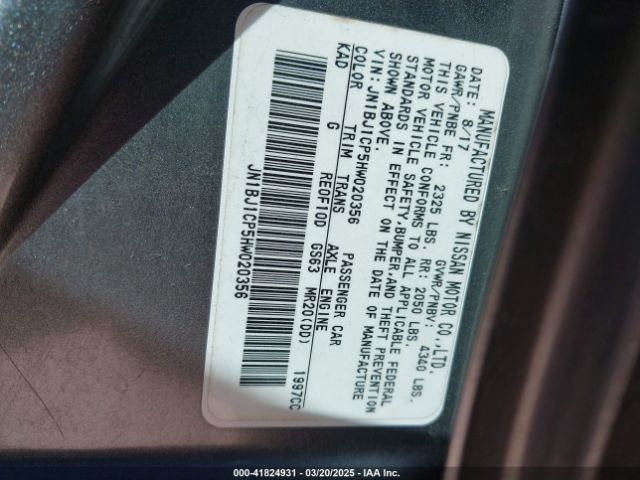 MANUFACTURED BY NISSAN MOTOR CO.,LTD.
DATE: 8/17 GVWR/PNBV: 4340 LBS.
GAWR/PNBE FR: 2325 LBS. RR: 2050 LBS.
THIS VEHICLE CONFORMS TO ALL APPLICABLE FEDERAL
MOTOR VEHICLE SAFETY,BUMPER,AND THEFT PREVENTION
STANDARDS IN EFFECT ON THE DATE OF MANUFACTURE
SHOWN ABOVE.
VIN:JN1BJ1CP5HW020356 PASSENGER CAR
COLOR TRIM TRANS AXLE ENGINE
KAD G RE0F10D GS63 MR20(DD) 1997CC
JN1BJ1CP5HW020356
000-41824931 - 03/20/2025 - IAA Inc.